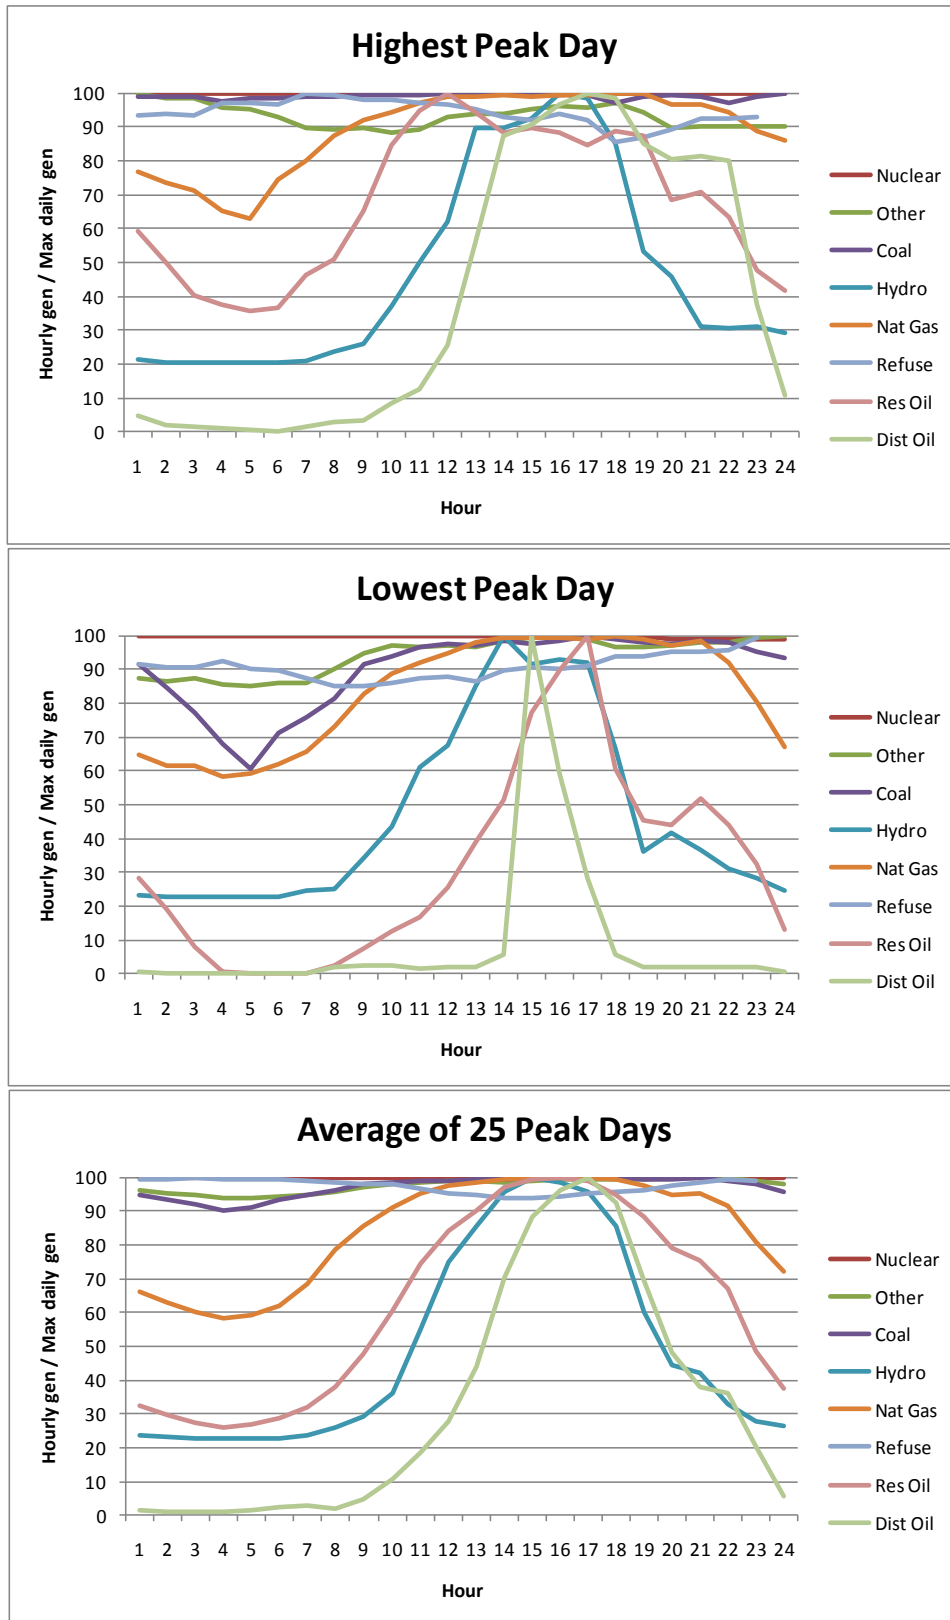 Highest Peak Day
Hourly gen / Max daily gen
100
90
80
70
60
50
40
30
20
10
0
1 2 3 4 5 6 7 8 9 10 11 12 13 14 15 16 17 18 19 20 21 22 23 24
Hour
Nuclear
Other
Coal
Hydro
Nat Gas
Refuse
Res Oil
Dist Oil
Lowest Peak Day
Hourly gen / Max daily gen
100
90
80
70
60
50
40
30
20
10
0
1 2 3 4 5 6 7 8 9 10 11 12 13 14 15 16 17 18 19 20 21 22 23 24
Hour
Nuclear
Other
Coal
Hydro
Nat Gas
Refuse
Res Oil
Dist Oil
Average of 25 Peak Days
Hourly gen / Max daily gen
100
90
80
70
60
50
40
30
20
10
0
1 2 3 4 5 6 7 8 9 10 11 12 13 14 15 16 17 18 19 20 21 22 23 24
Hour
Nuclear
Other
Coal
Hydro
Nat Gas
Refuse
Res Oil
Dist Oil